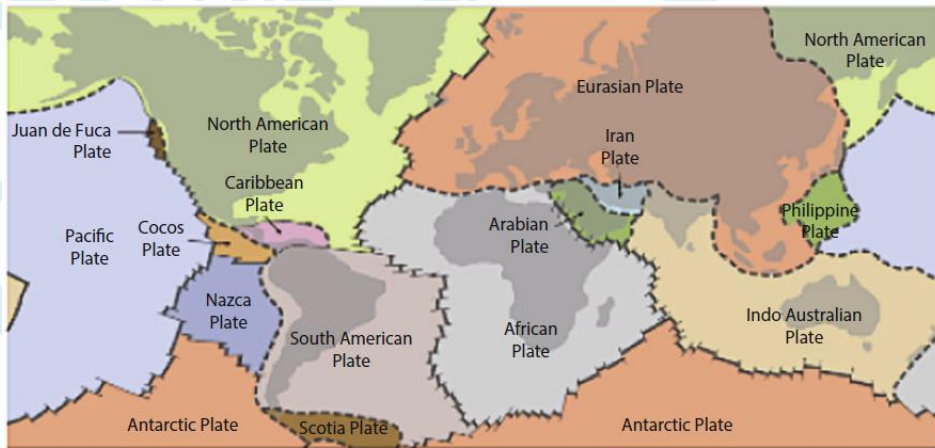 North American
Plate
Eurasian Plate
Juan de Fuca
Plate
North American
Plate
Iran
Plate
Caribbean
Plate
Philippine
Plate
Arabian
Plate
Cocos
Plate
Pacific
Plate
Nazca
Plate
South American
Plate
African
Plate
Indo Australian
Plate
Antarctic Plate
Scotia Plate
Antarctic Plate